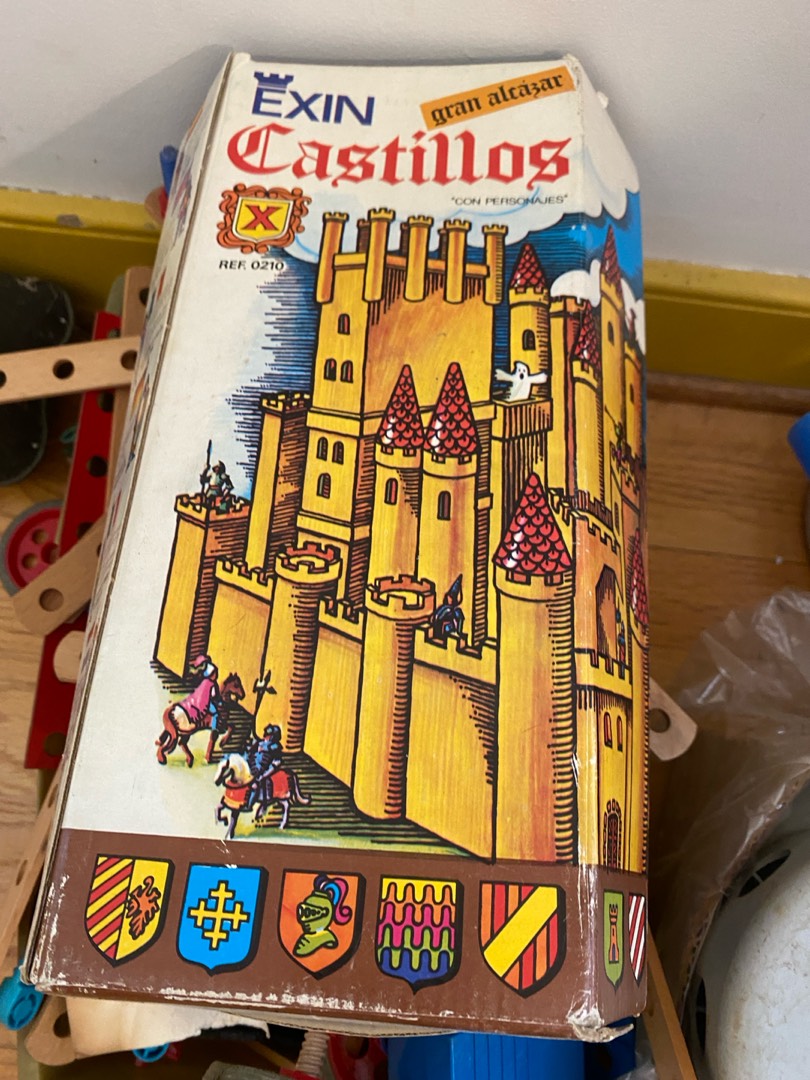 EXIN
gran alcázar
Castillos
"CON PERSONAJES"
X
REF. 0210